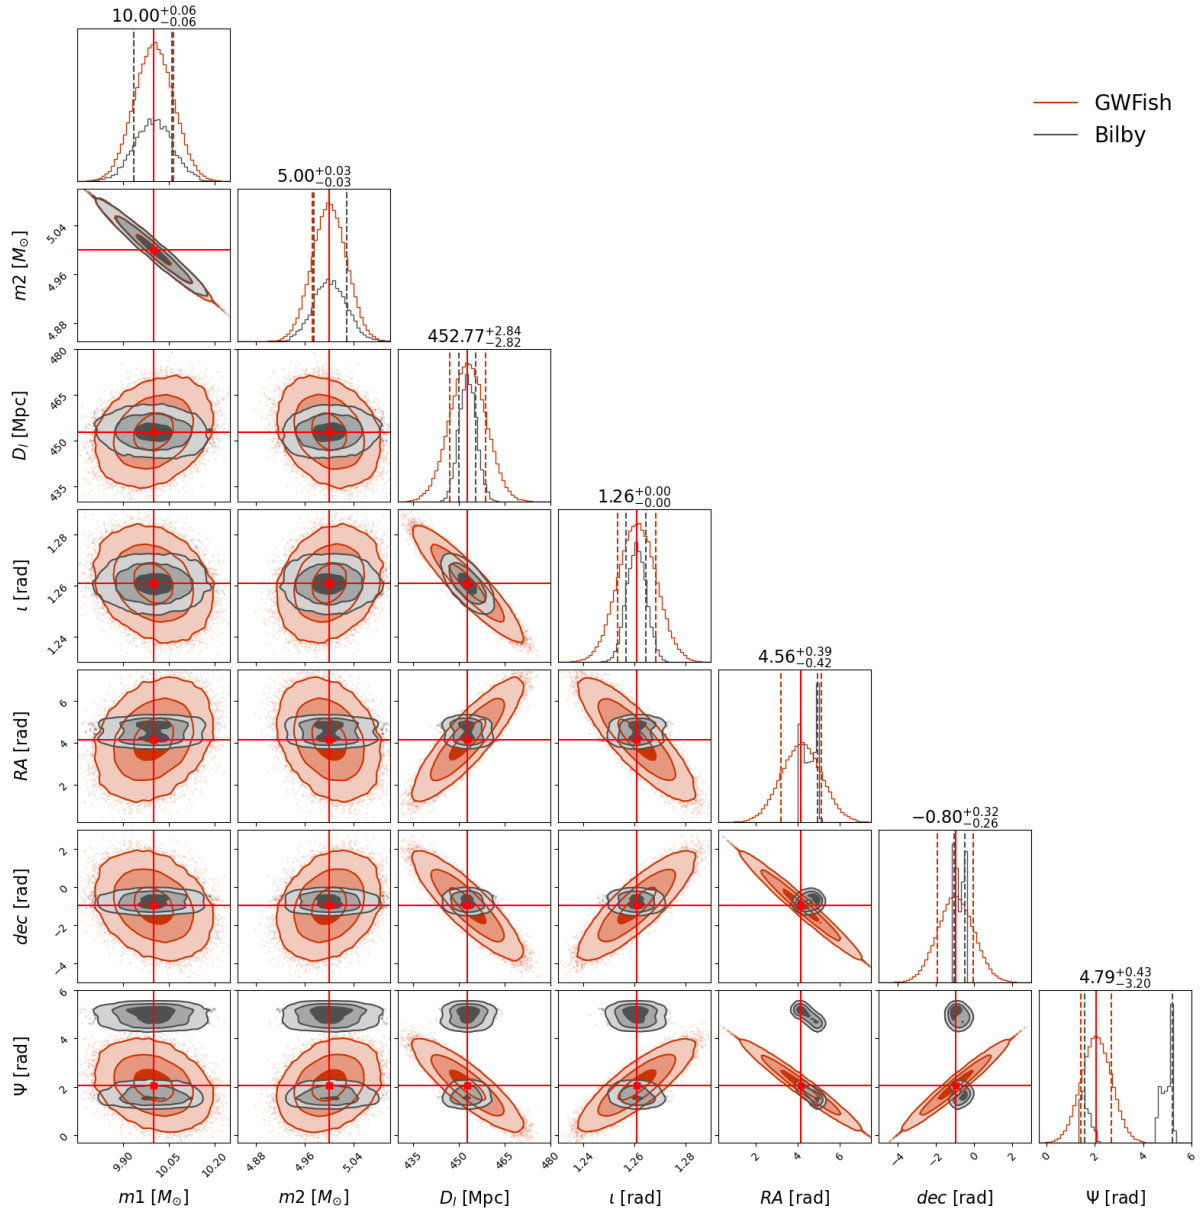 10.00+0.06−0.06
GWFish
Bilby
5.00+0.03−0.03
m2 [M⊙]
5.04
4.96
4.88
452.77+2.84−2.82
Dl [Mpc]
480
465
450
435
1.26+0.00−0.00
ι [rad]
1.28
1.26
1.24
4.56+0.39−0.42
RA [rad]
6
4
2
−0.80+0.32−0.26
dec [rad]
2
0
−2
−4
4.79+0.43−3.20
Ψ [rad]
6
4
2
0
9.90 10.05 10.20 4.88 4.96 5.04 435 450 465 480 1.24 1.26 1.28 2 4 6 −4 −2 0 2 0 2 4 6
m1 [M⊙] m2 [M⊙] Dl [Mpc] ι [rad] RA [rad] dec [rad] Ψ [rad]